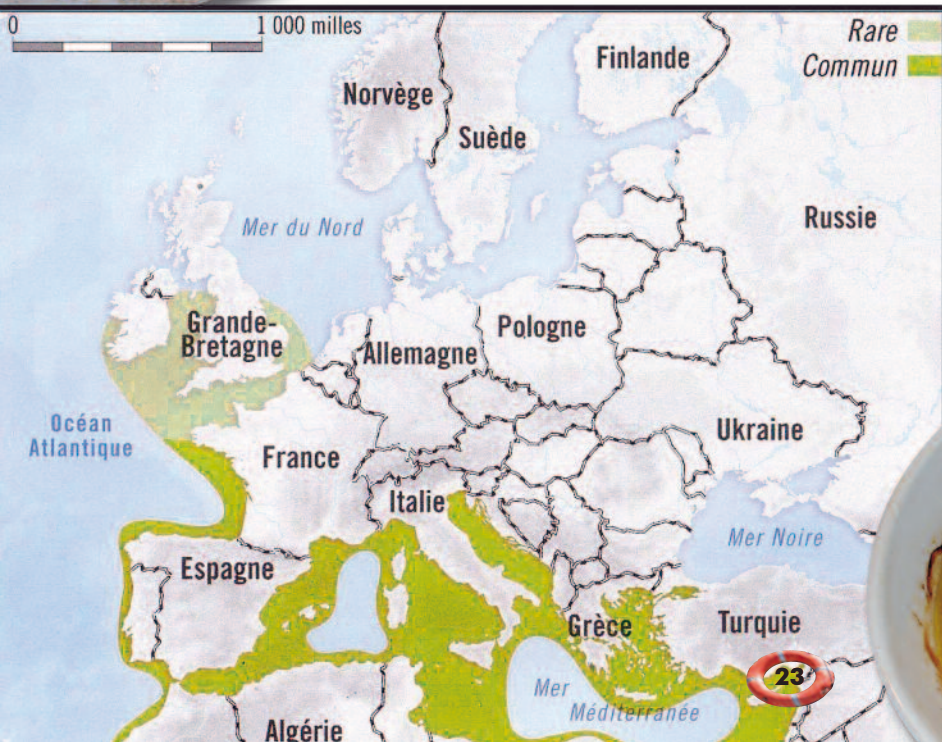 0 1 000 milles
Rare
Commun
Norvège
Finlande
Suède
Mer du Nord
Russie
Grande-
Bretagne
Allemagne
Pologne
Océan
Atlantique
France
Ukraine
Italie
Mer Noire
Espagne
Grèce
Turquie
23
Mer
Méditerranée
Algérie